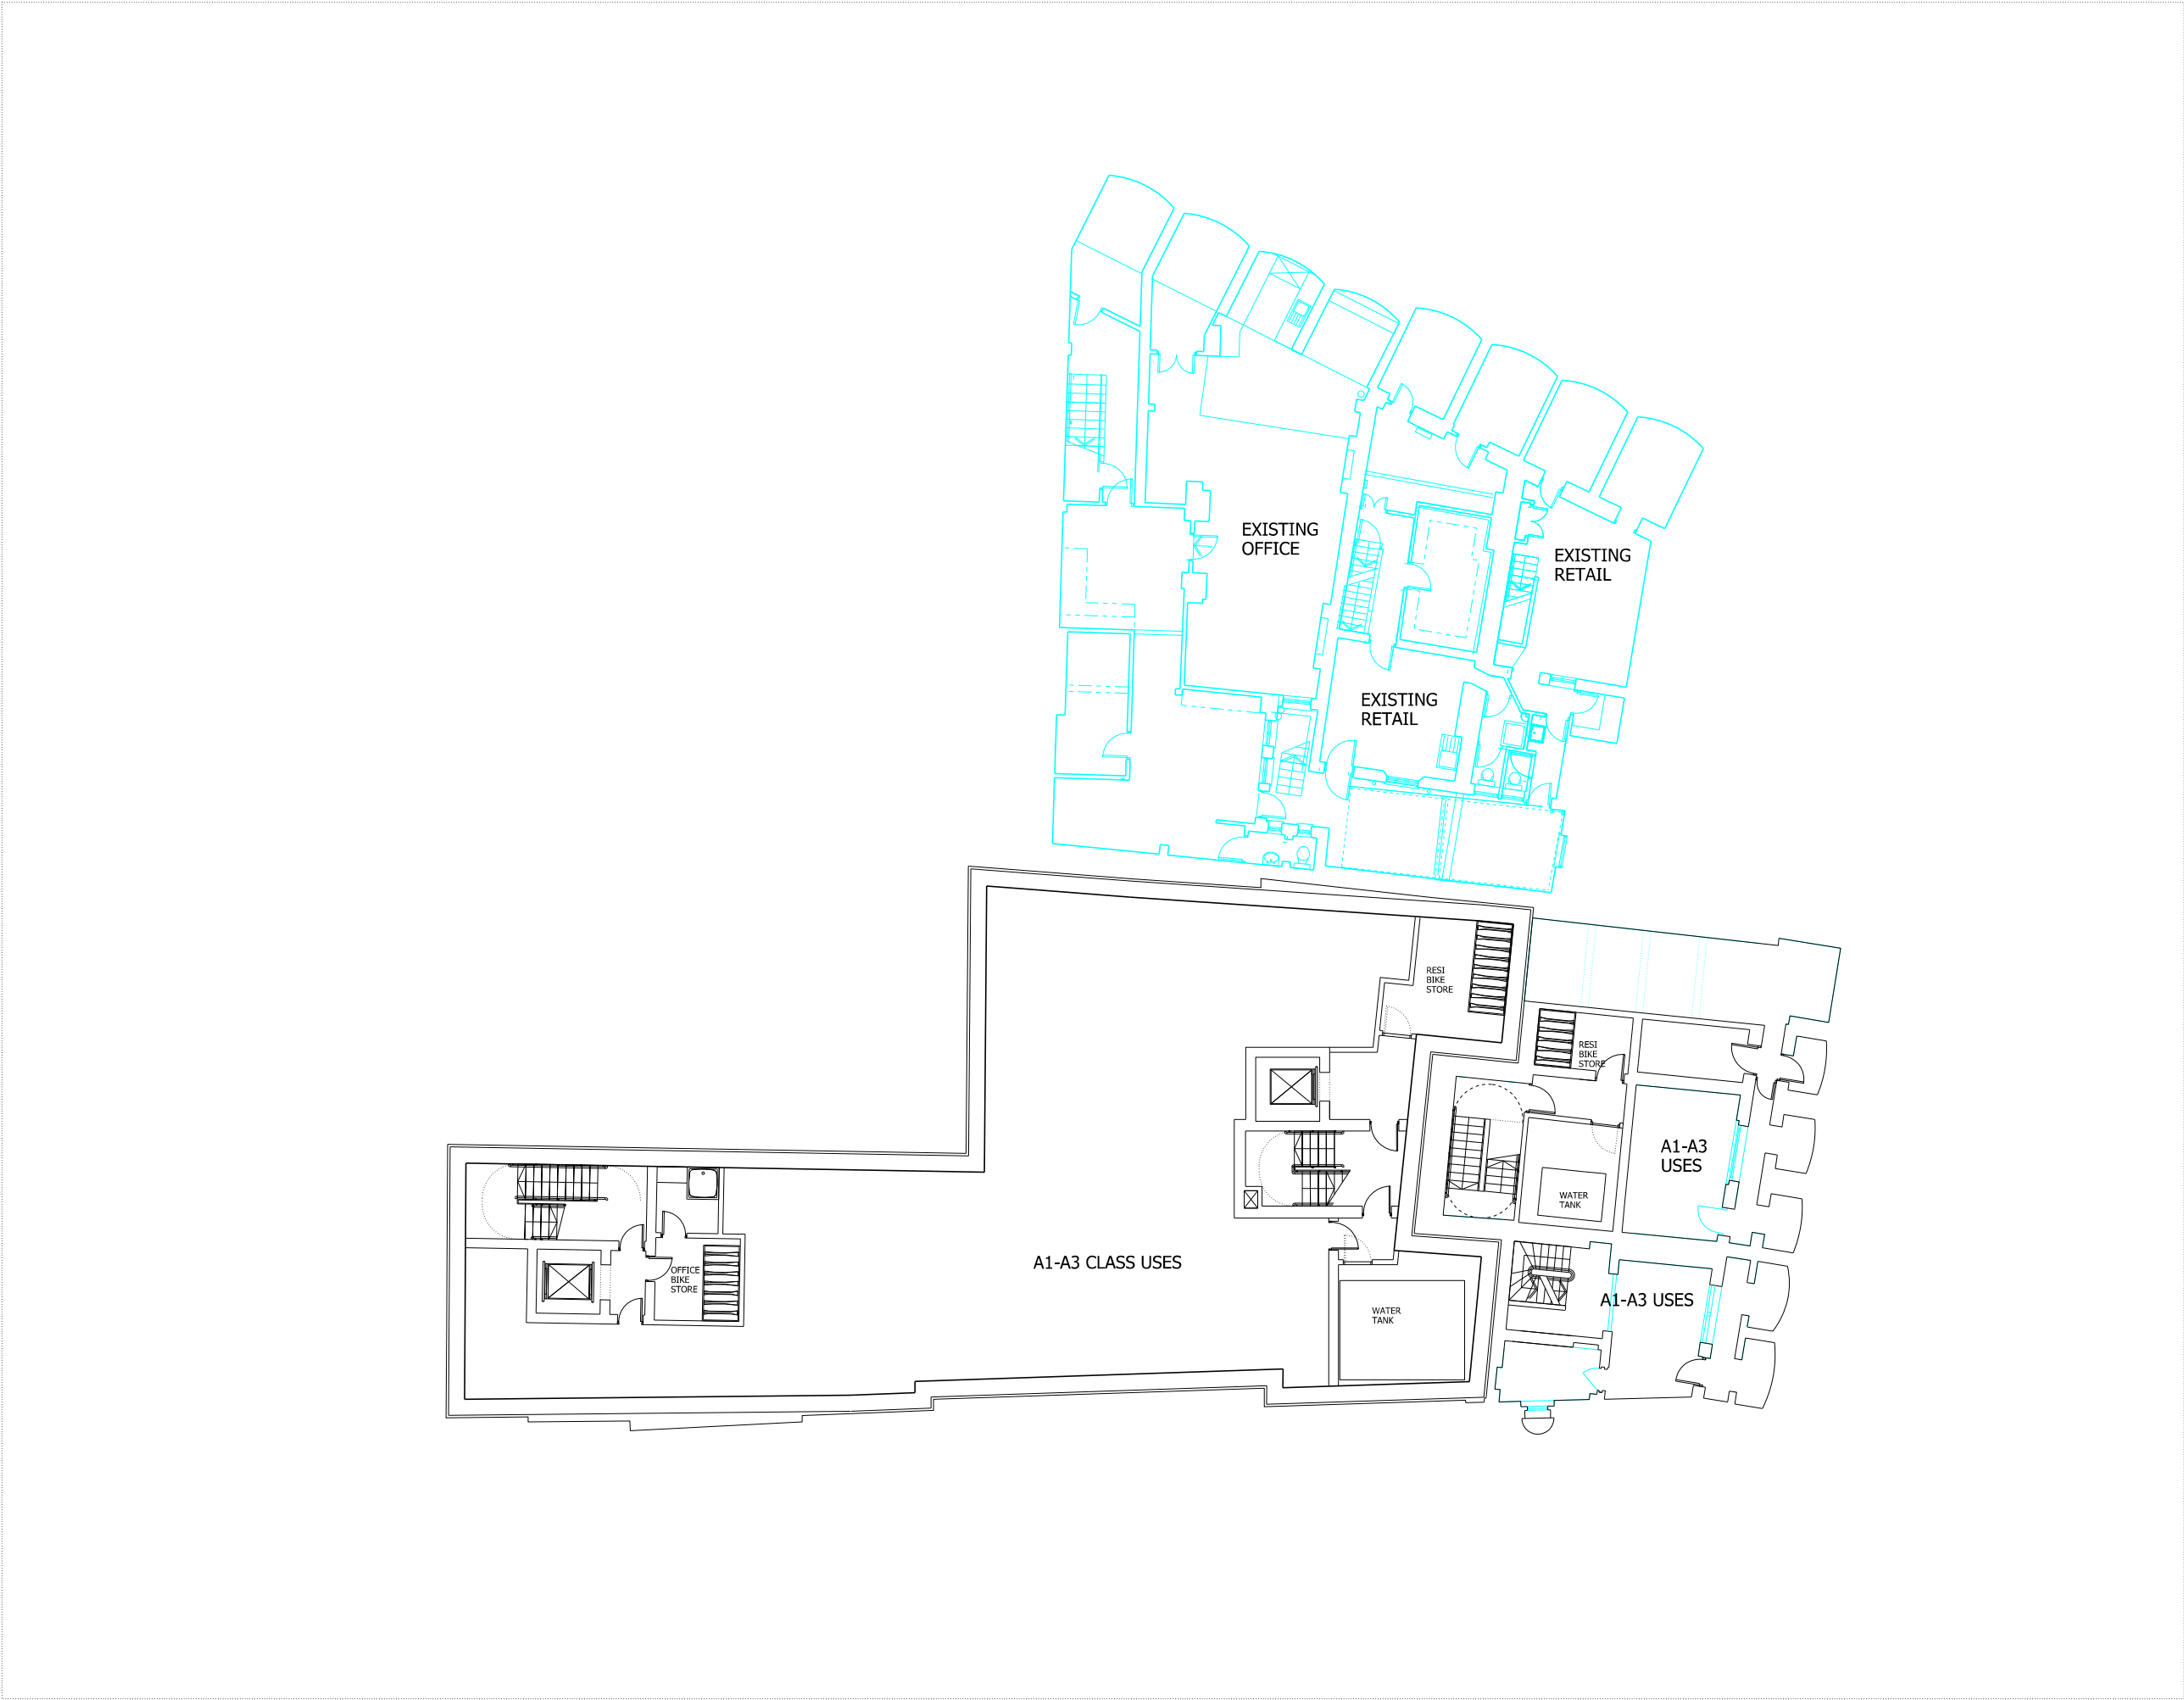 EXISTING
OFFICE
EXISTING
RETAIL
EXISTING
RETAIL
RESI
BIKE
STORE
RESI
BIKE
STORE
A1-A3
USES
WATER
TANK
A1-A3 CLASS USES
OFFICE
BIKE
STORE
A1-A3 USES
WATER
TANK